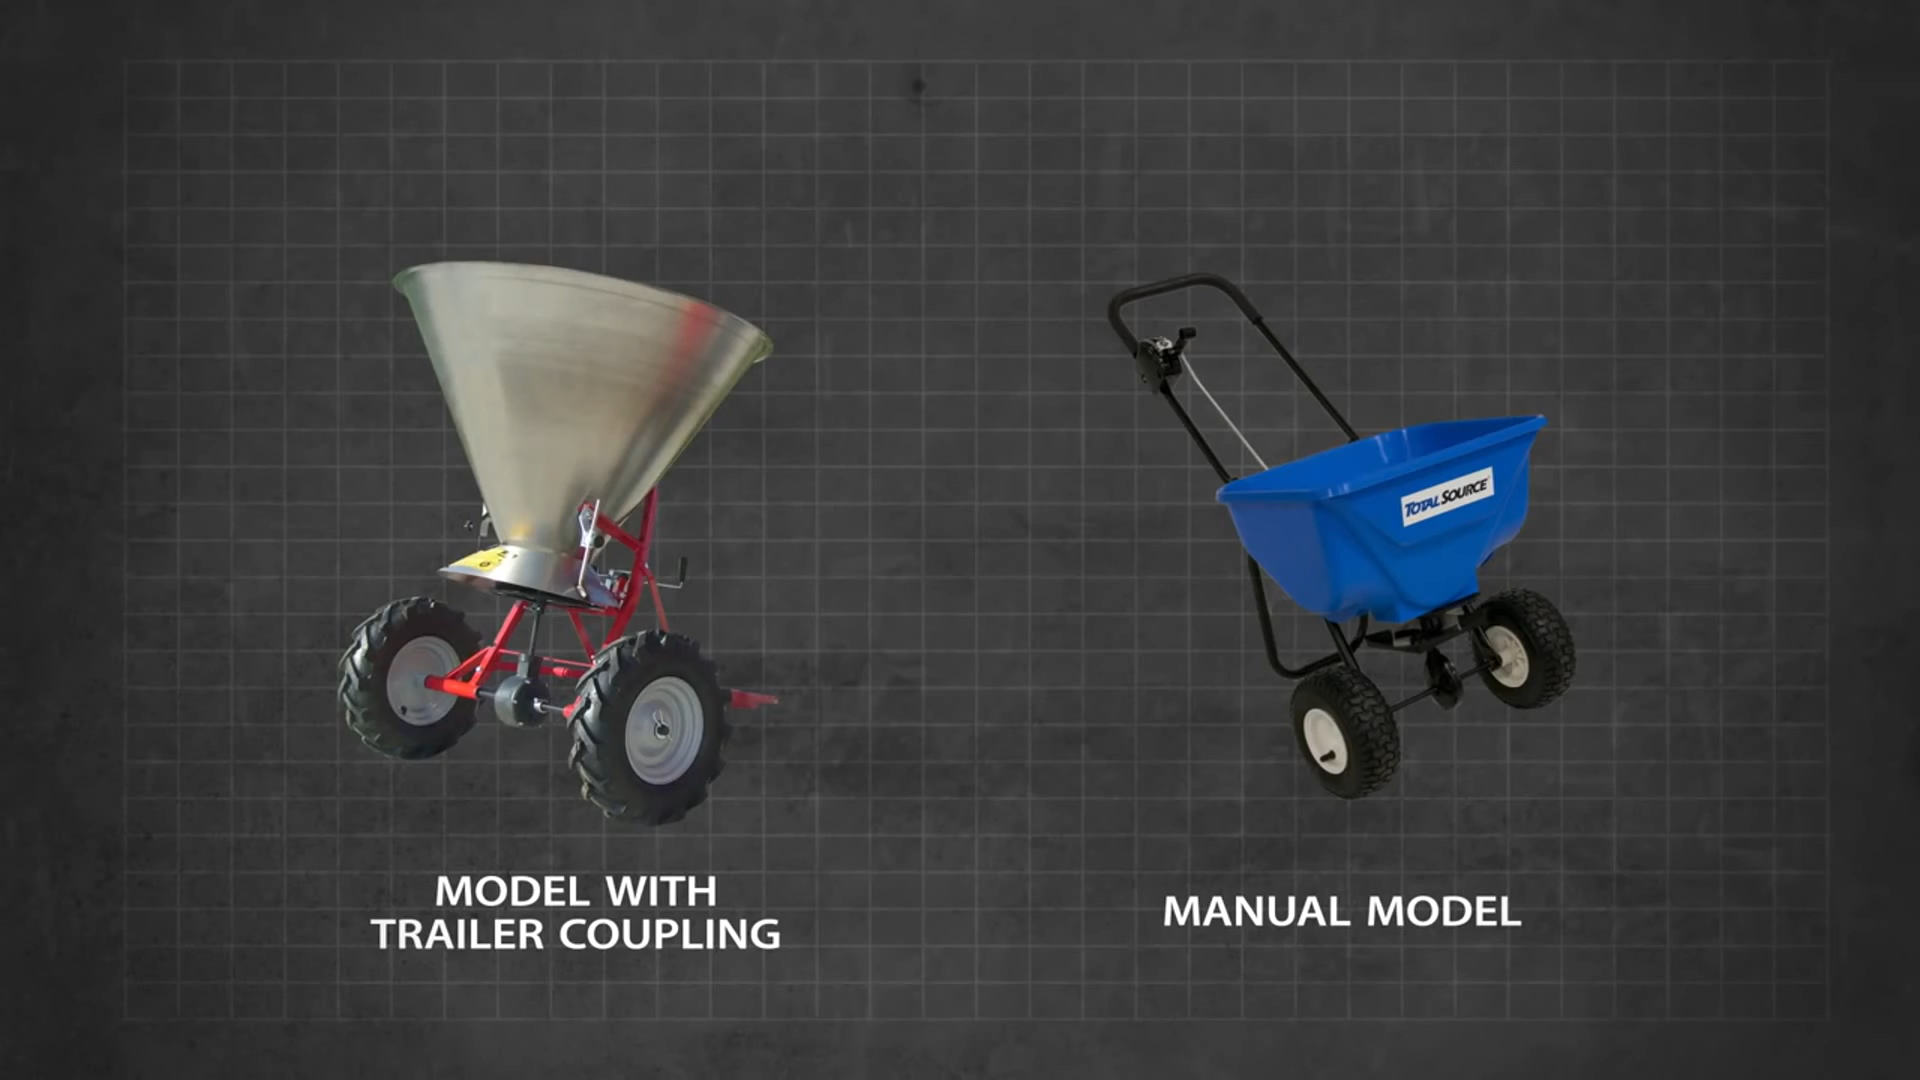 TOTAL SOURCE
MODEL WITH
TRAILER COUPLING
MANUAL MODEL